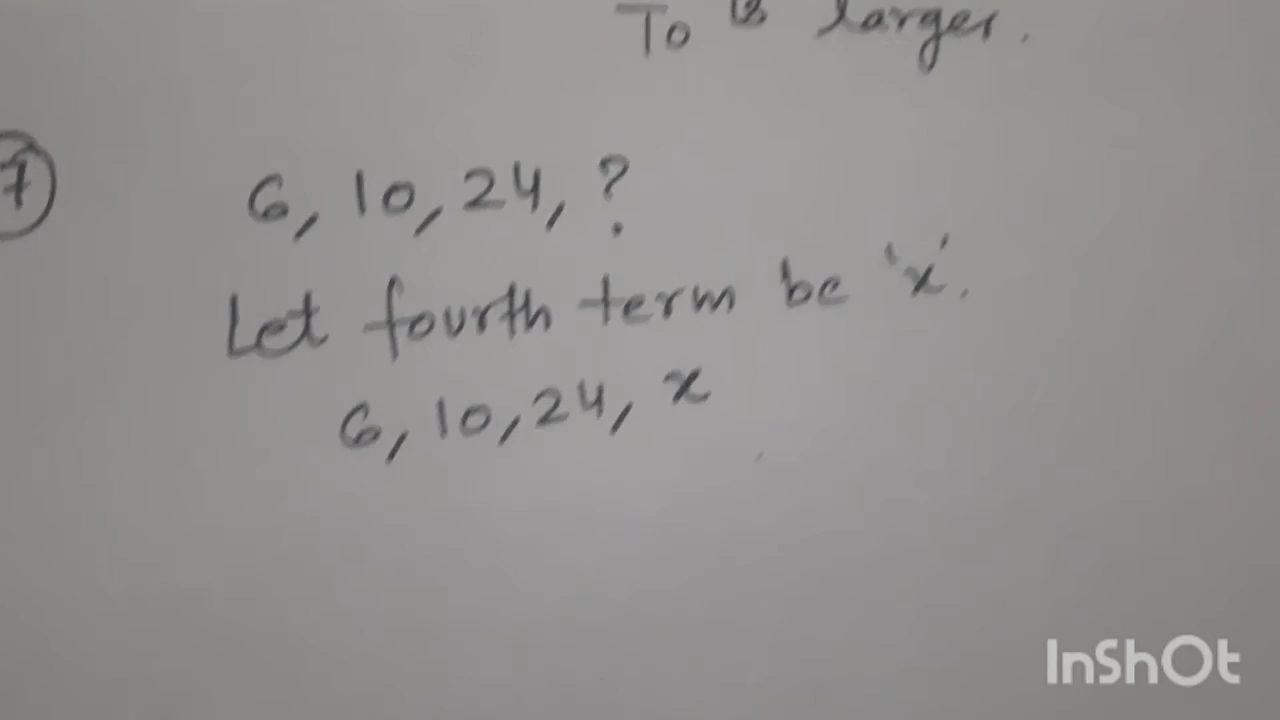 To is larger.
7
6, 10, 24, ?
Let fourth term be 'x'.
6, 10, 24, x
InShOt